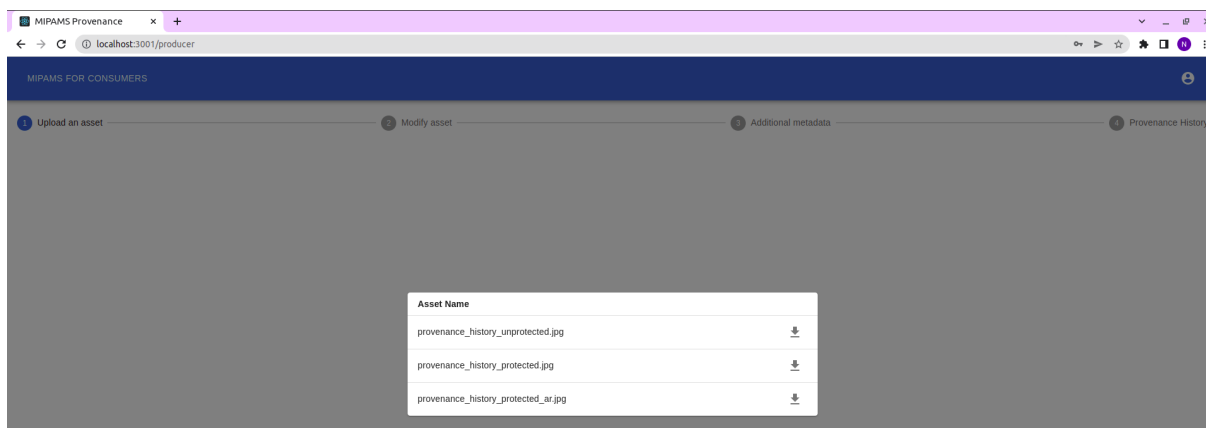 MIPAMS Provenance
localhost:3001/producer
N
MIPAMS FOR CONSUMERS
1 Upload an asset
2 Modify asset
3 Additional metadata
4 Provenance History
Asset Name
provenance_history_unprotected.jpg
provenance_history_protected.jpg
provenance_history_protected_ar.jpg